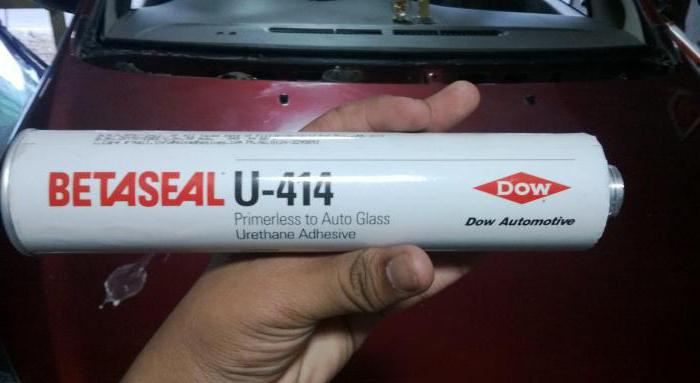 BETASEAL U-414
Primerless to Auto Glass
Urethane Adhesive
DOW
Dow Automotive